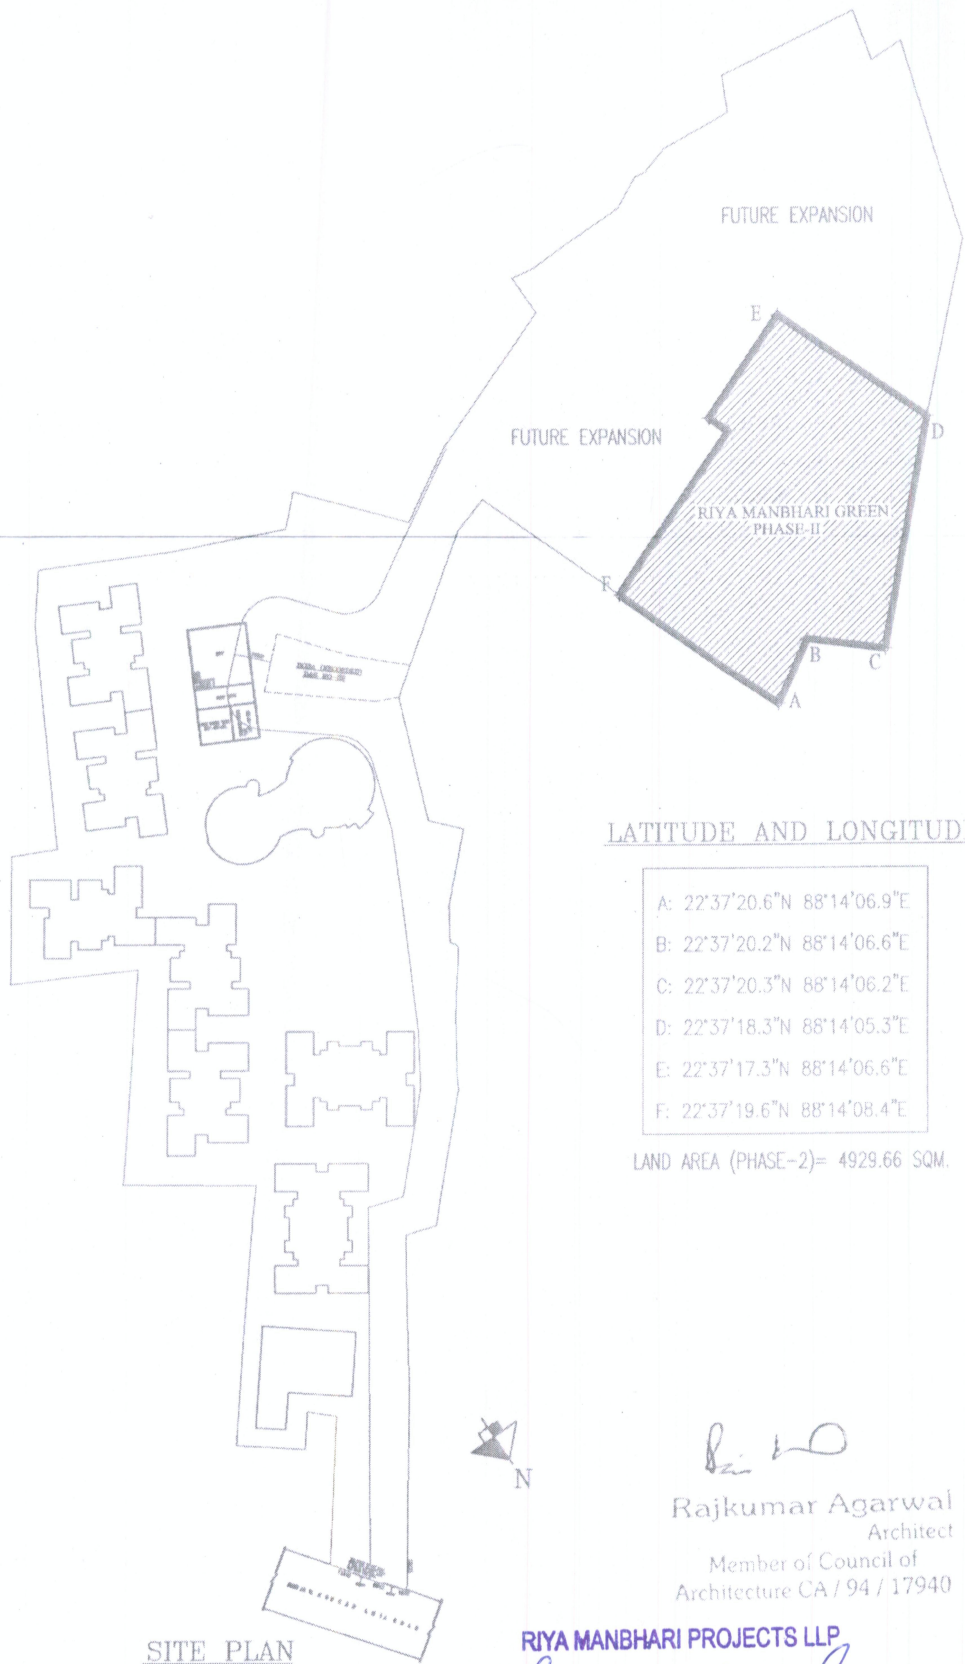 FUTURE EXPANSION
E
FUTURE EXPANSION
D
RIYA MANBHARI GREEN
PHASE-II
F
B
C
A
LATITUDE AND LONGITUD
A: 22°37'20.6"N 88°14'06.9"E
B: 22°37'20.2"N 88°14'06.6"E
C: 22°37'20.3"N 88°14'06.2"E
D: 22°37'18.3"N 88°14'05.3"E
E: 22°37'17.3"N 88°14'06.6"E
F: 22°37'19.6"N 88°14'08.4"E
LAND AREA (PHASE-2)= 4929.66 SQM.
N
Rajkumar Agarwal
Architect
Member of Council of
Architecture CA / 94 / 17940
SITE PLAN
RIYA MANBHARI PROJECTS LLP